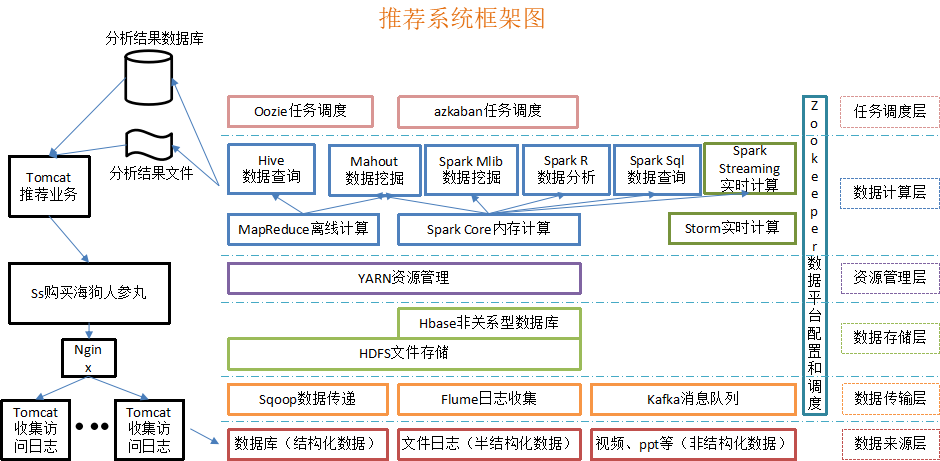 推荐系统框架图
分析结果数据库
分析结果文件
Tomcat
推荐业务
Ss购买海狗人参丸
Ngin
x
Tomcat
收集访
问日志
Tomcat
收集访
问日志
Oozie任务调度
azkaban任务调度
Hive
数据查询
Mahout
数据挖掘
Spark Mlib
数据挖掘
Spark R
数据分析
Spark Sql
数据查询
Spark
Streaming
实时计算
MapReduce离线计算
Spark Core内存计算
Storm实时计算
YARN资源管理
Hbase非关系型数据库
HDFS文件存储
Sqoop数据传递
Flume日志收集
Kafka消息队列
数据库（结构化数据）
文件日志（半结构化数据）
视频、ppt等（非结构化数据）
Zookeeper数据平台配置和调度
任务调度层
数据计算层
资源管理层
数据存储层
数据传输层
数据来源层